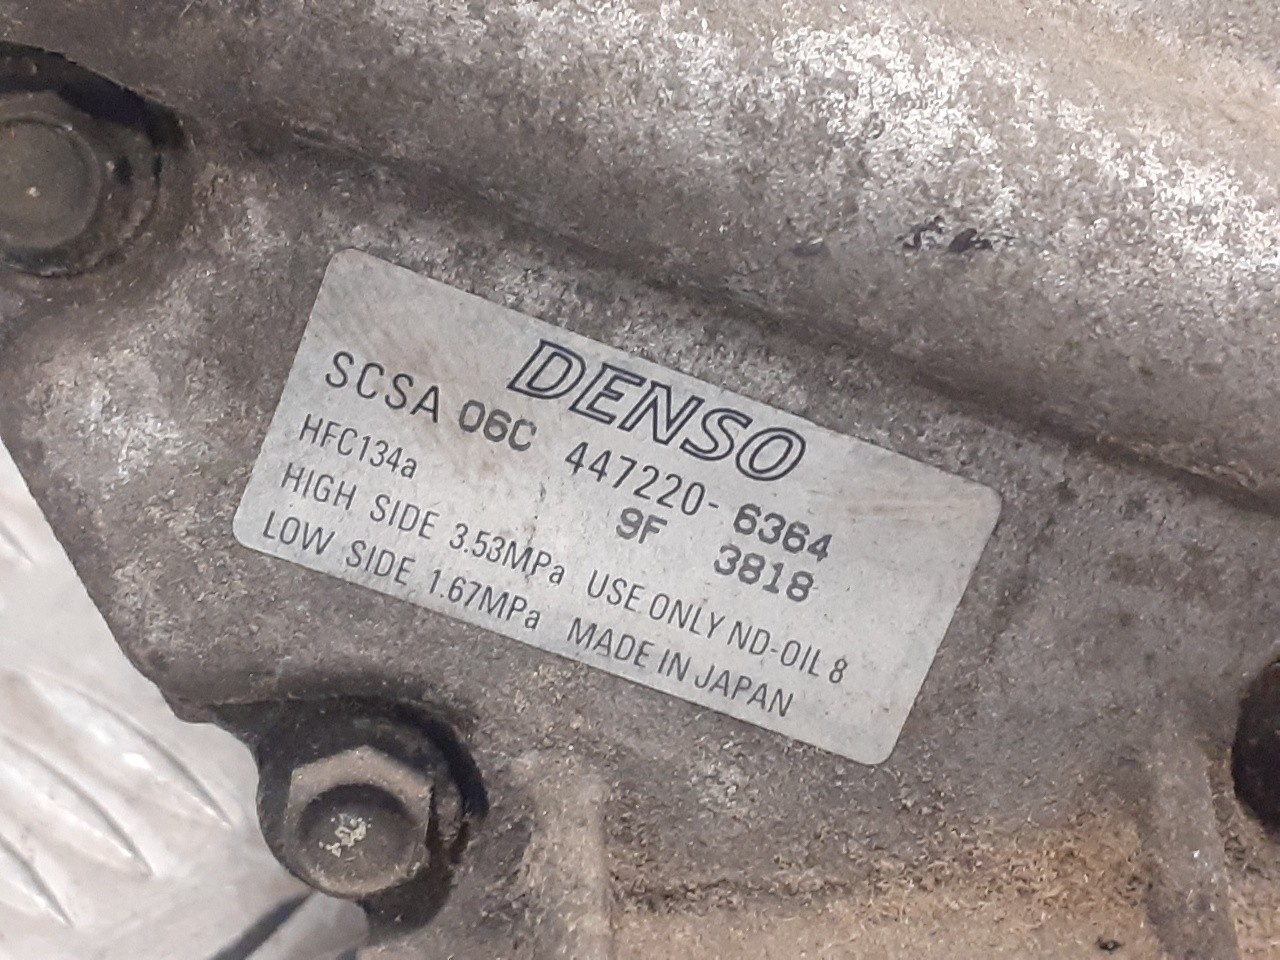 DENSO
SCSA 06C 447220-6364
HFC134a 9F 3818
HIGH SIDE 3.53MPa USE ONLY ND-OIL 8
LOW SIDE 1.67MPa MADE IN JAPAN